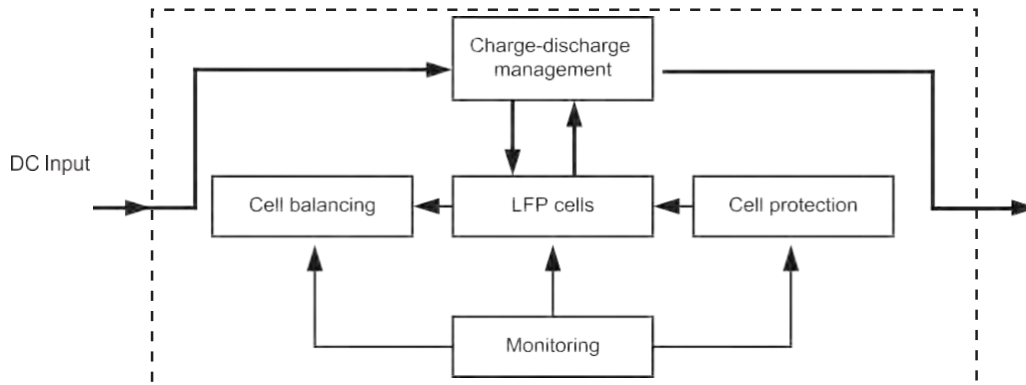 Charge-discharge
management
DC Input
Cell balancing
LFP cells
Cell protection
Monitoring